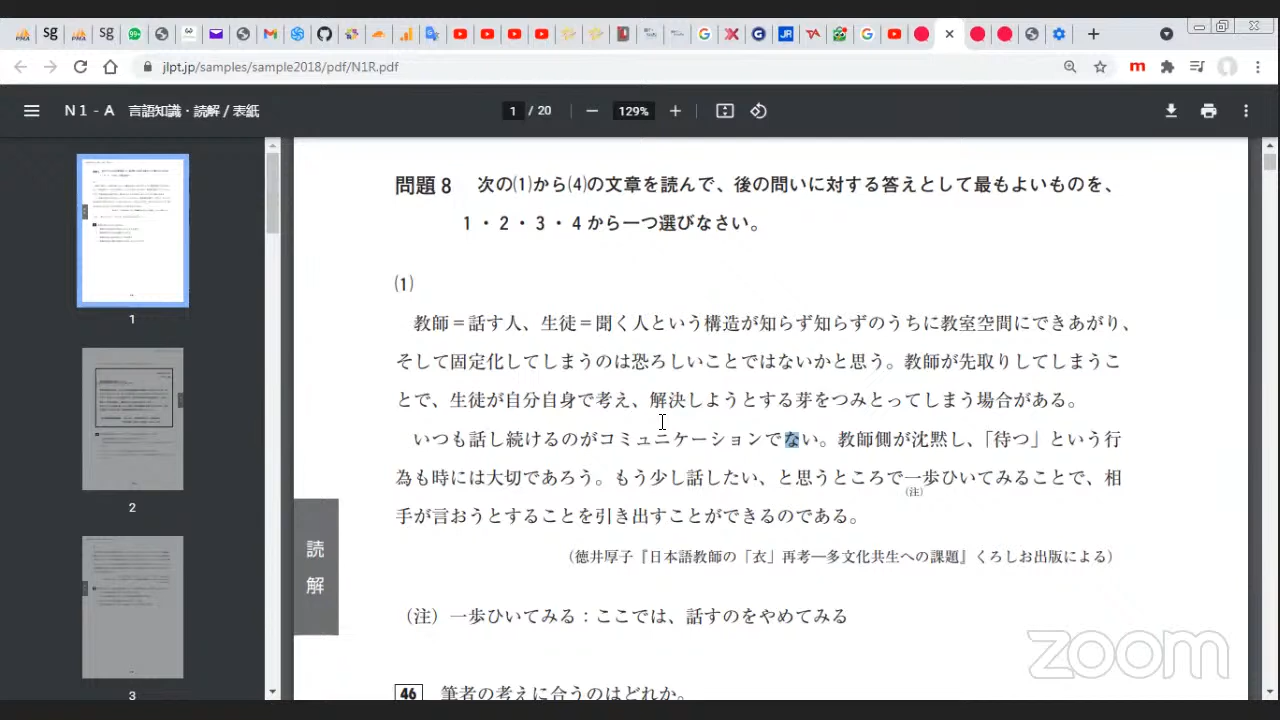 jlpt.jp/samples/sample2018/pdf/N1R.pdf
N1-A 言語知識・読解 / 表紙
1 / 20
129%
問題8 次の(1)から(4)の文章を読んで、後の問いに対する答えとして最もよいものを、
1・2・3・4から一つ選びなさい。
(1)
教師＝話す人、生徒＝聞く人という構造が知らず知らずのうちに教室空間にできあがり、
そして固定化してしまうのは恐ろしいことではないかと思う。教師が先取りしてしまうこ
とで、生徒が自分自身で考え、解決しようとする芽をつみとってしまう場合がある。
いつも話し続けるのがコミュニケーションでない。教師側が沈黙し、「待つ」という行
為も時には大切であろう。もう少し話したい、と思うところで一歩ひいてみることで、相
(注)
手が言おうとすることを引き出すことができるのである。
（徳井厚子『日本語教師の「衣」再考―多文化共生への課題』くろしお出版による）
（注）一歩ひいてみる：ここでは、話すのをやめてみる
46 筆者の考えに合うのはどれか。
読
解
1
2
3
zoom